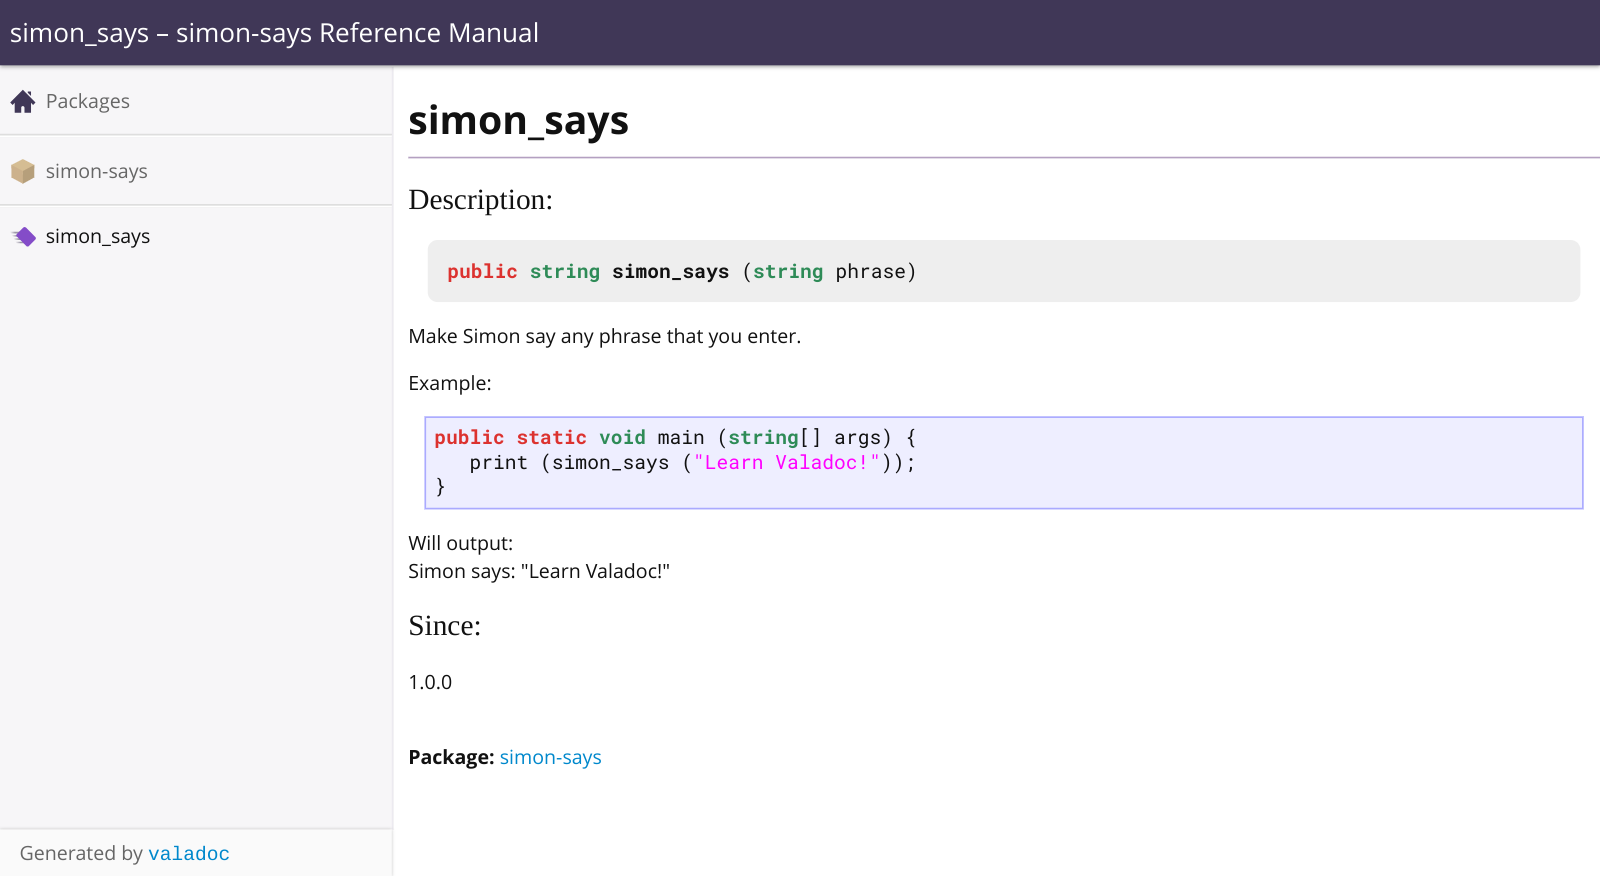 simon_says – simon-says Reference Manual
Packages
simon-says
simon_says
simon_says
Description:
public string simon_says (string phrase)
Make Simon say any phrase that you enter.
Example:
public static void main (string[] args) {
   print (simon_says ("Learn Valadoc!"));
}
Will output:
Simon says: "Learn Valadoc!"
Since:
1.0.0
Package: simon-says
Generated by valadoc